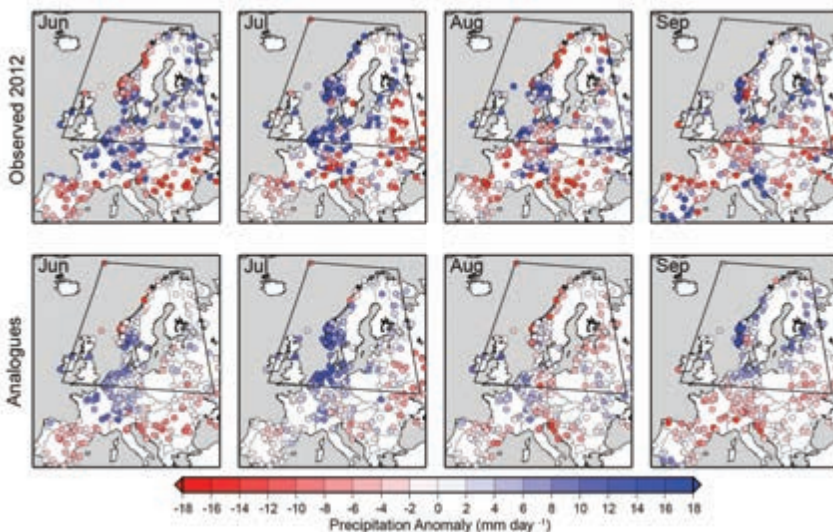 Observed 2012
Jun
Jul
Aug
Sep
Analogues
Jun
Jul
Aug
Sep
-18 -16 -14 -12 -10 -8 -6 -4 -2 0 2 4 6 8 10 12 14 16 18
Precipitation Anomaly (mm day ⁻¹)